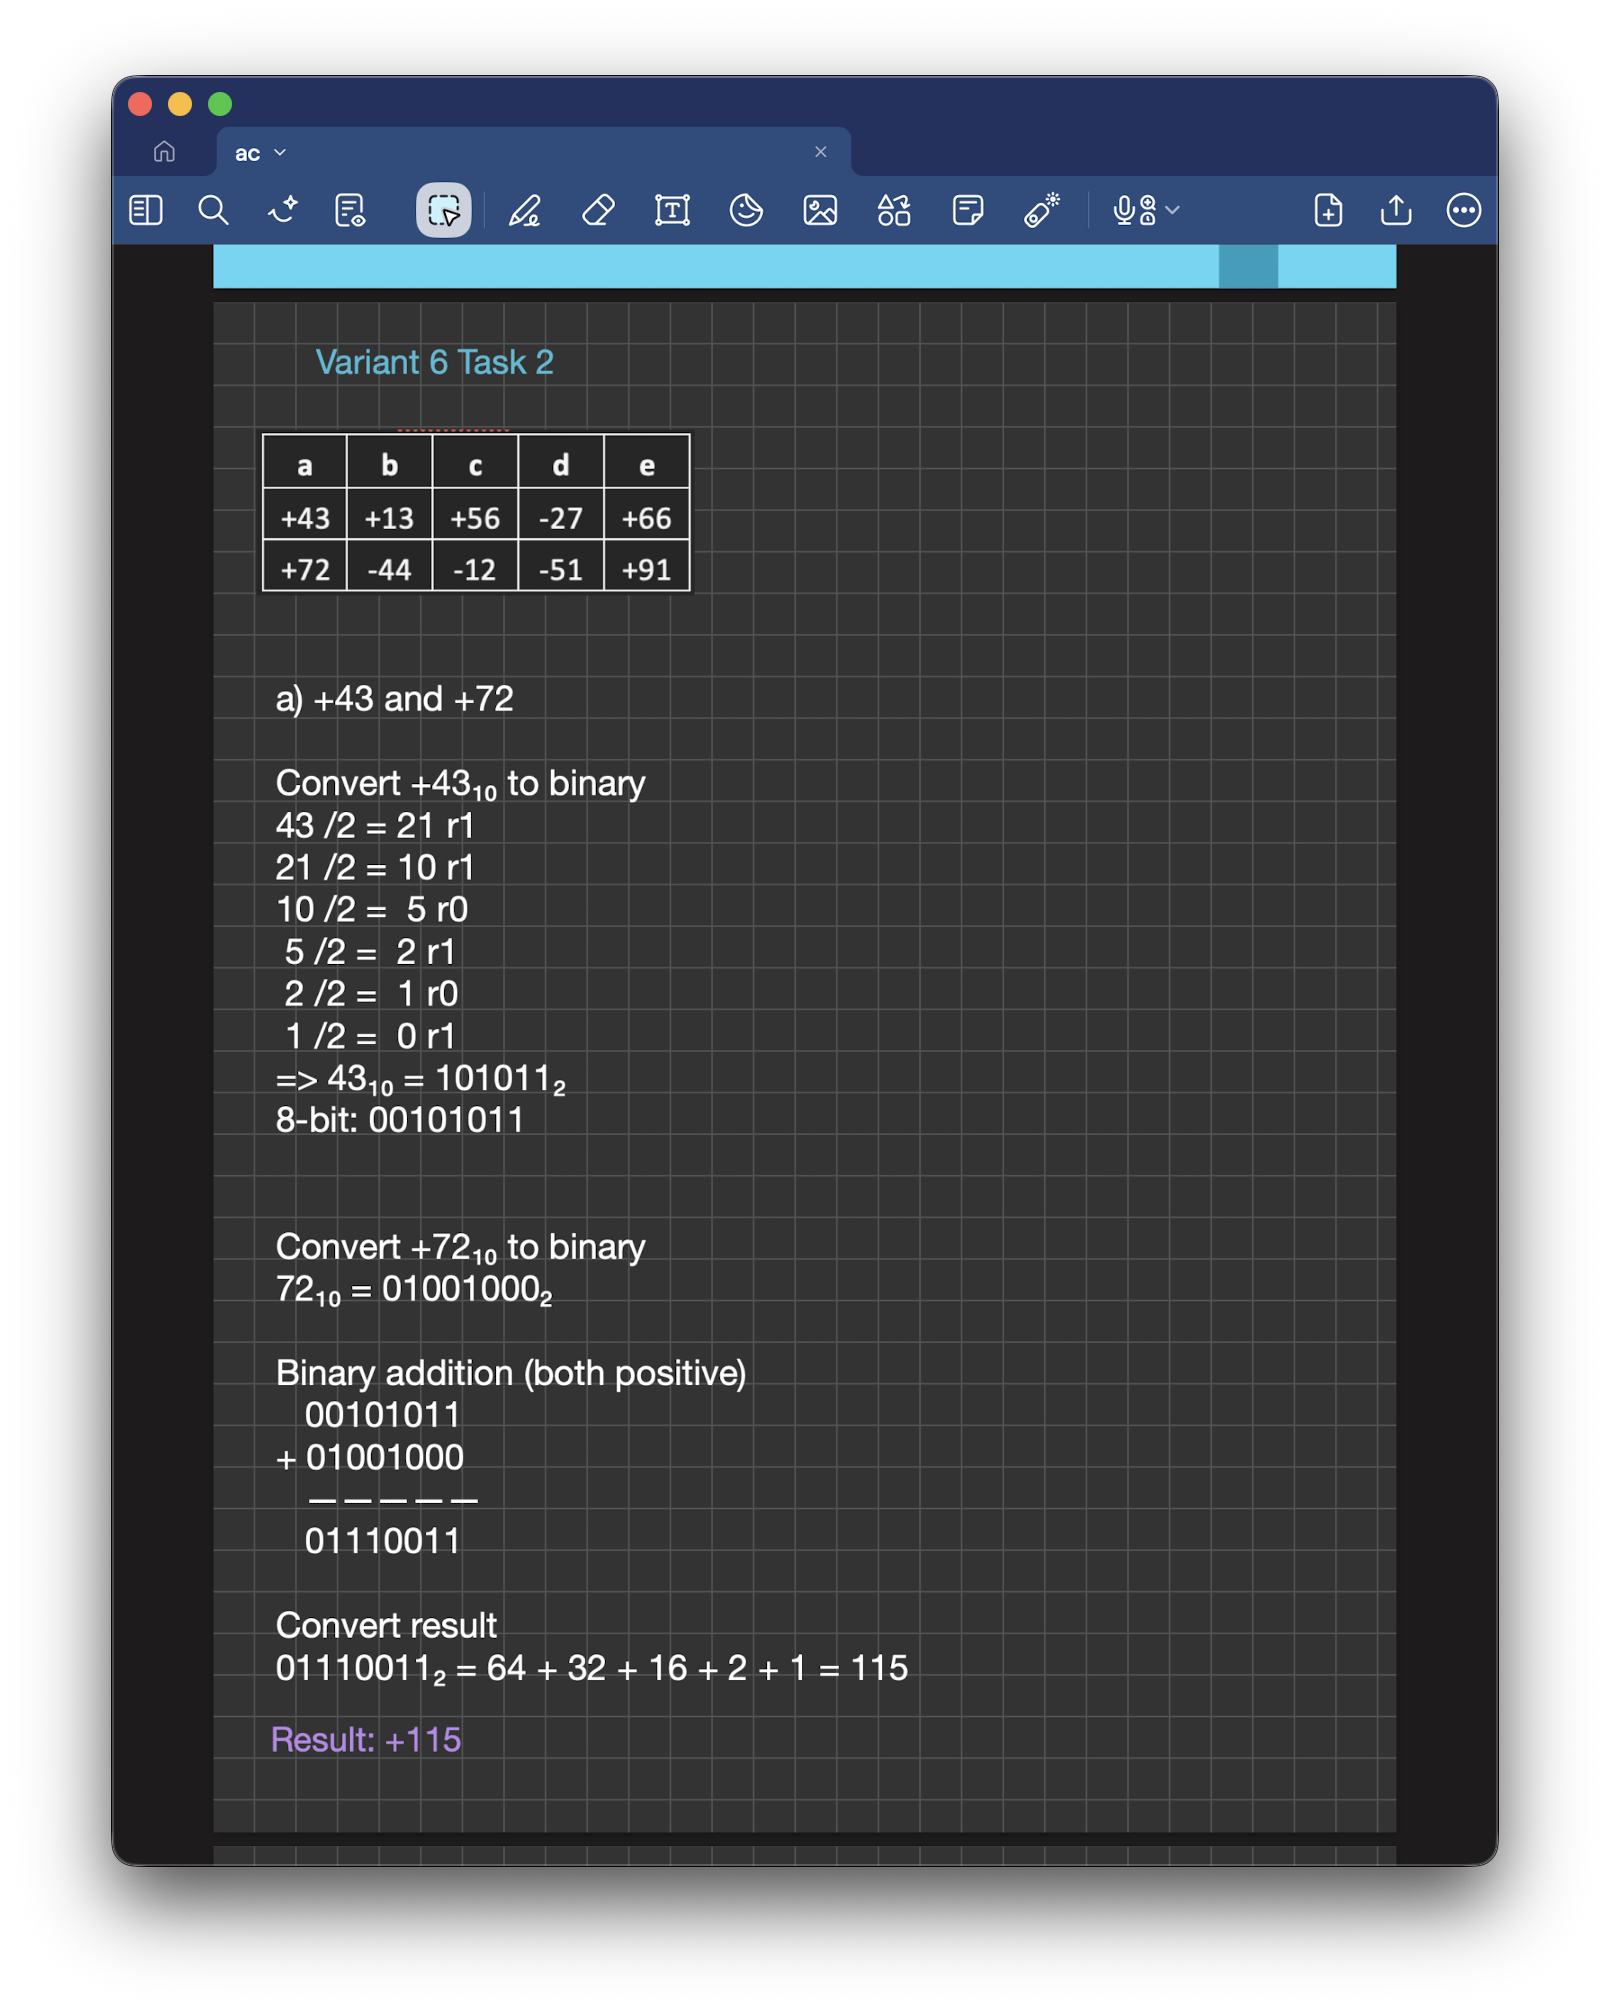 ac
Variant 6 Task 2
a b c d e
+43 +13 +56 -27 +66
+72 -44 -12 -51 +91
a) +43 and +72
Convert +43₁₀ to binary
43 /2 = 21 r1
21 /2 = 10 r1
10 /2 = 5 r0
5 /2 = 2 r1
2 /2 = 1 r0
1 /2 = 0 r1
=> 43₁₀ = 101011₂
8-bit: 00101011
Convert +72₁₀ to binary
72₁₀ = 01001000₂
Binary addition (both positive)
00101011
+ 01001000
— — — — —
01110011
Convert result
01110011₂ = 64 + 32 + 16 + 2 + 1 = 115
Result: +115